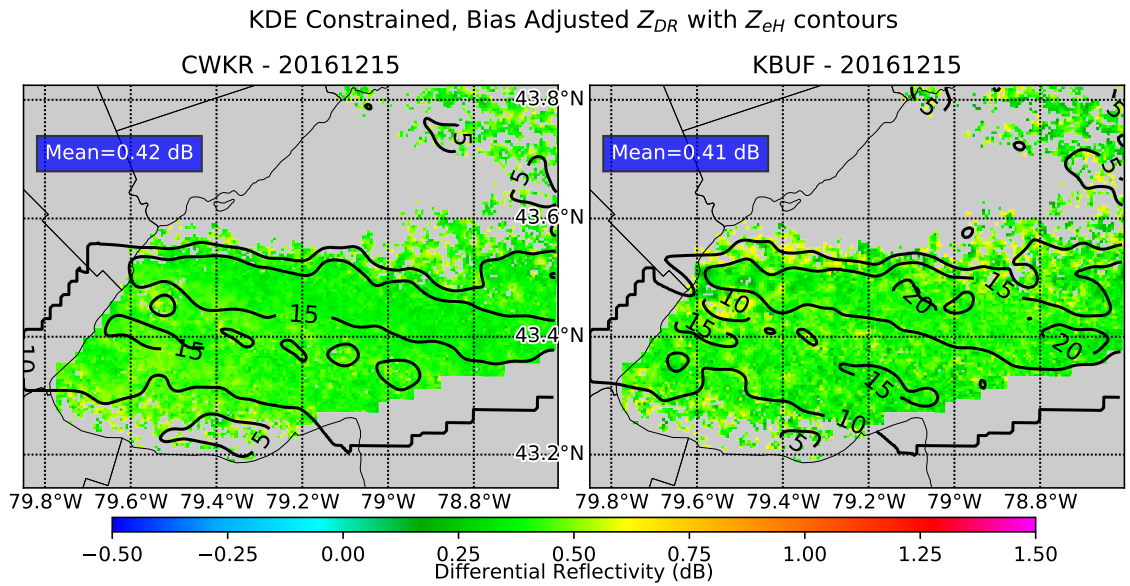 KDE Constrained, Bias Adjusted Z_DR with Z_eH contours
CWKR - 20161215
KBUF - 20161215
Mean=0.42 dB
Mean=0.41 dB
43.8°N
43.6°N
43.4°N
43.2°N
5
5
15
15
10
5
5
5
5
10
15
20
15
20
15
10
5
79.8°W 79.6°W 79.4°W 79.2°W 79°W 78.8°W
79.8°W 79.6°W 79.4°W 79.2°W 79°W 78.8°W
−0.50 −0.25 0.00 0.25 0.50 0.75 1.00 1.25 1.50
Differential Reflectivity (dB)